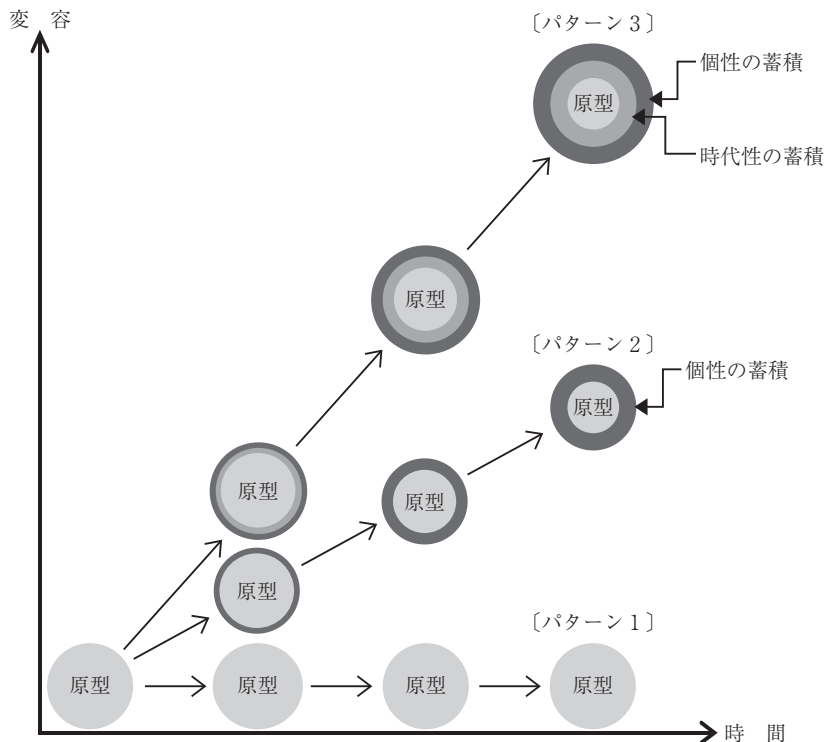 変　容
〔パターン３〕
個性の蓄積
原型
時代性の蓄積
原型
〔パターン２〕
個性の蓄積
原型
原型
原型
原型
〔パターン１〕
原型
原型
原型
原型
時　間